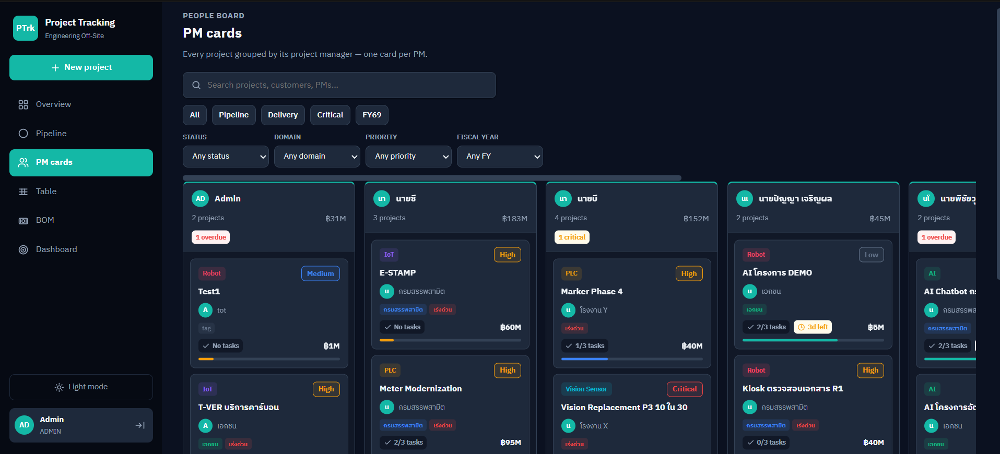 PTrk
Project Tracking
Engineering Off-Site
New project
Overview
Pipeline
PM cards
Table
BOM
Dashboard
Light mode
AD
Admin
ADMIN
PEOPLE BOARD
PM cards
Every project grouped by its project manager — one card per PM.
Search projects, customers, PMs...
All
Pipeline
Delivery
Critical
FY69
STATUS
DOMAIN
PRIORITY
FISCAL YEAR
Any status
Any domain
Any priority
Any FY
AD
Admin
2 projects
฿31M
1 overdue
Robot
Medium
Test1
A
tot
tag
No tasks
฿1M
IoT
High
T-VER บริการคาร์บอน
A
เอกชน
เอกชน
เร่งด่วน
นา
นายซี
3 projects
฿183M
IoT
High
E-STAMP
น
กรมสรรพสามิต
กรมสรรพสามิต
เร่งด่วน
No tasks
฿60M
PLC
High
Meter Modernization
น
กรมสรรพสามิต
กรมสรรพสามิต
เร่งด่วน
2/3 tasks
฿95M
นา
นายบี
4 projects
฿152M
1 critical
PLC
High
Marker Phase 4
น
โรงงาน Y
เร่งด่วน
1/3 tasks
฿40M
Vision Sensor
Critical
Vision Replacement P3 10 ใน 30
น
โรงงาน X
เร่งด่วน
นเ
นายปัญญา เจริญผล
2 projects
฿45M
Robot
Low
AI โครงการ DEMO
น
เอกชน
เอกชน
2/3 tasks
3d left
฿5M
Robot
High
Kiosk ตรวจสอบเอกสาร R1
น
กรมสรรพสามิต
กรมสรรพสามิต
เร่งด่วน
0/3 tasks
฿40M
นโ
นายพิชัยวุ
2 projects
1 overdue
AI
AI Chatbot กร
น
กรมสรรพส
กรมสรรพสามิต
2/3 tasks
AI
AI โครงการอัต
น
เอกชน
เอกชน